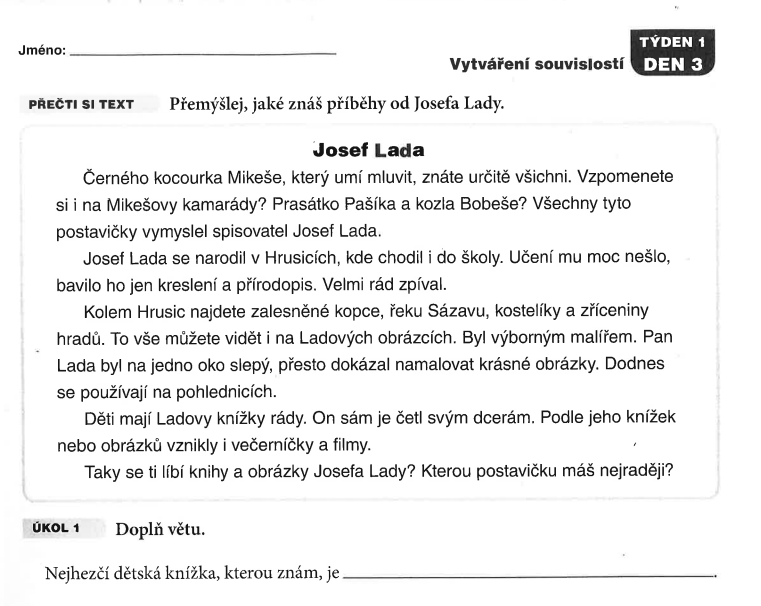 Jméno:
Vytváření souvislostí
TÝDEN 1
DEN 3
PŘEČTI SI TEXT Přemýšlej, jaké znáš příběhy od Josefa Lady.
Josef Lada
Černého kocourka Mikeše, který umí mluvit, znáte určitě všichni. Vzpomenete
si i na Mikešovy kamarády? Prasátko Pašíka a kozla Bobeše? Všechny tyto
postavičky vymyslel spisovatel Josef Lada.
Josef Lada se narodil v Hrusicích, kde chodil i do školy. Učení mu moc nešlo,
bavilo ho jen kreslení a přírodopis. Velmi rád zpíval.
Kolem Hrusic najdete zalesněné kopce, řeku Sázavu, kostelíky a zříceniny
hradů. To vše můžete vidět i na Ladových obrázcích. Byl výborným malířem. Pan
Lada byl na jedno oko slepý, přesto dokázal namalovat krásné obrázky. Dodnes
se používají na pohlednicích.
Děti mají Ladovy knížky rády. On sám je četl svým dcerám. Podle jeho knížek
nebo obrázků vznikly i večerníčky a filmy.
Taky se ti líbí knihy a obrázky Josefa Lady? Kterou postavičku máš nejraději?
ÚKOL 1 Doplň větu.
Nejhezčí dětská knížka, kterou znám, je .